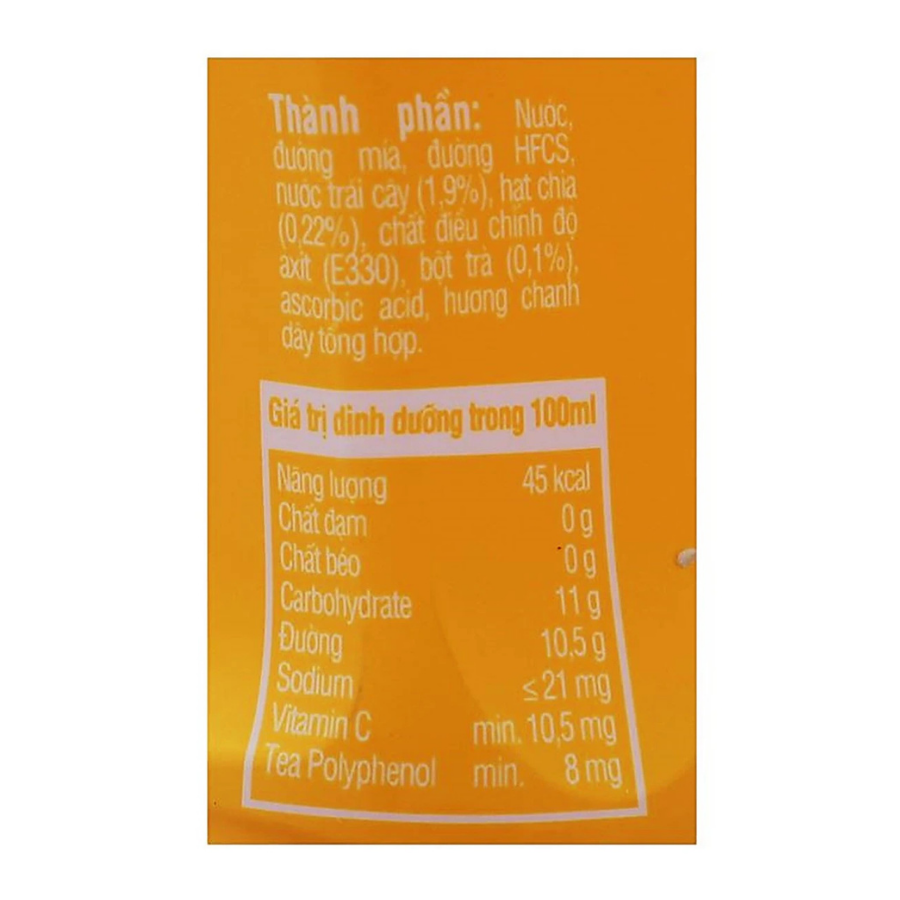 Thành phần: Nước,
đường mía, đường HFCS,
nước trái cây (1,9%), hạt chia
(0,22%), chất điều chỉnh độ
axit (E330), bột trà (0,1%),
ascorbic acid, hương chanh
dây tổng hợp.
Giá trị dinh dưỡng trong 100ml
Năng lượng 45 kcal
Chất đạm 0 g
Chất béo 0 g
Carbohydrate 11 g
Đường 10,5 g
Sodium ≤ 21 mg
Vitamin C min. 10,5 mg
Tea Polyphenol min. 8 mg